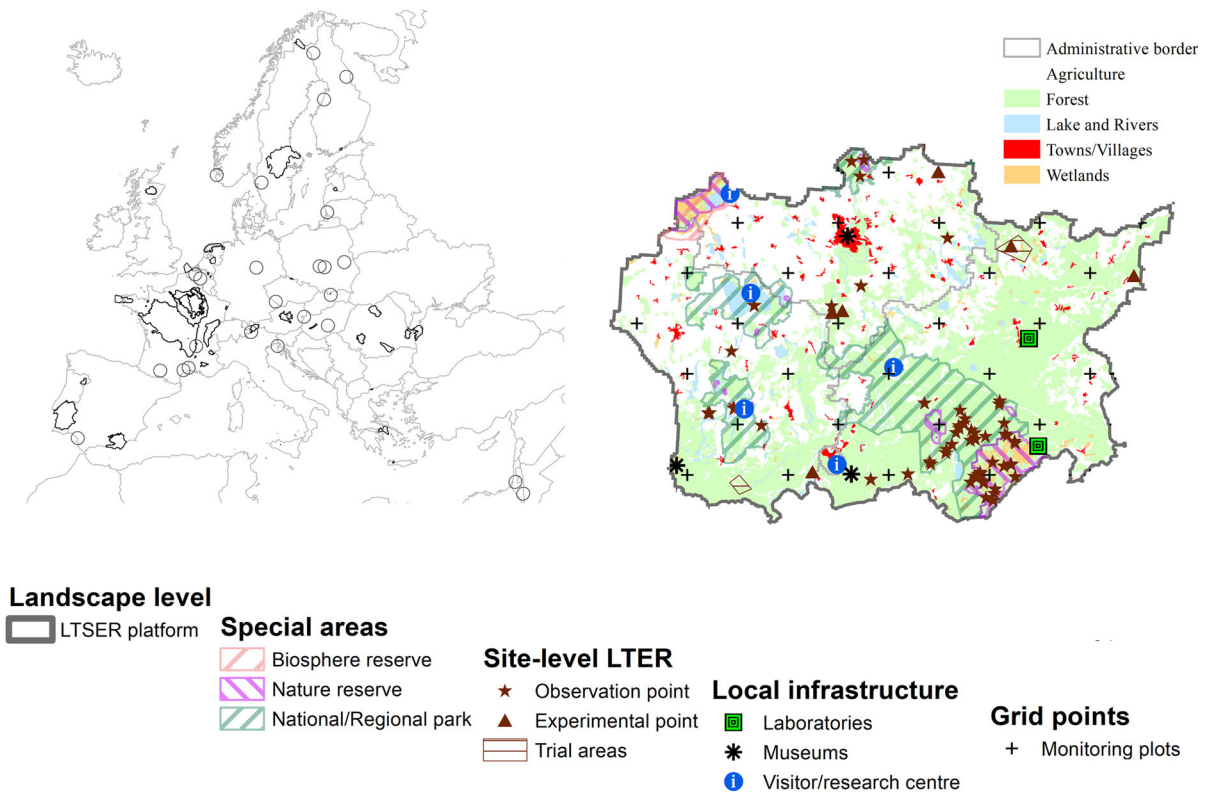 Administrative border
Agriculture
Forest
Lake and Rivers
Towns/Villages
Wetlands
Landscape level
LTSER platform
Special areas
Biosphere reserve
Nature reserve
National/Regional park
Site-level LTER
Observation point
Experimental point
Trial areas
Local infrastructure
Laboratories
Museums
Visitor/research centre
Grid points
Monitoring plots